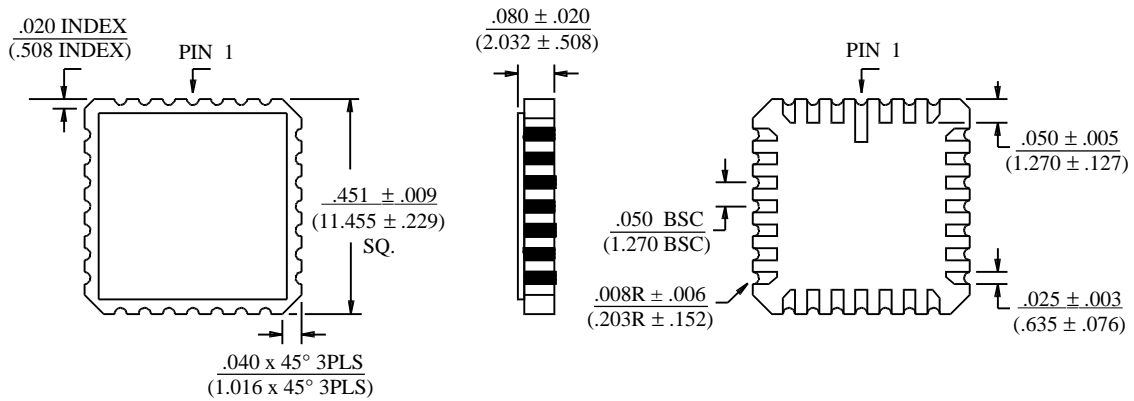 .020 INDEX
(.508 INDEX)
PIN 1
.451 ± .009
(11.455 ± .229)
SQ.
.040 x 45° 3PLS
(1.016 x 45° 3PLS)
.080 ± .020
(2.032 ± .508)
PIN 1
.050 ± .005
(1.270 ± .127)
.050 BSC
(1.270 BSC)
.008R ± .006
(.203R ± .152)
.025 ± .003
(.635 ± .076)